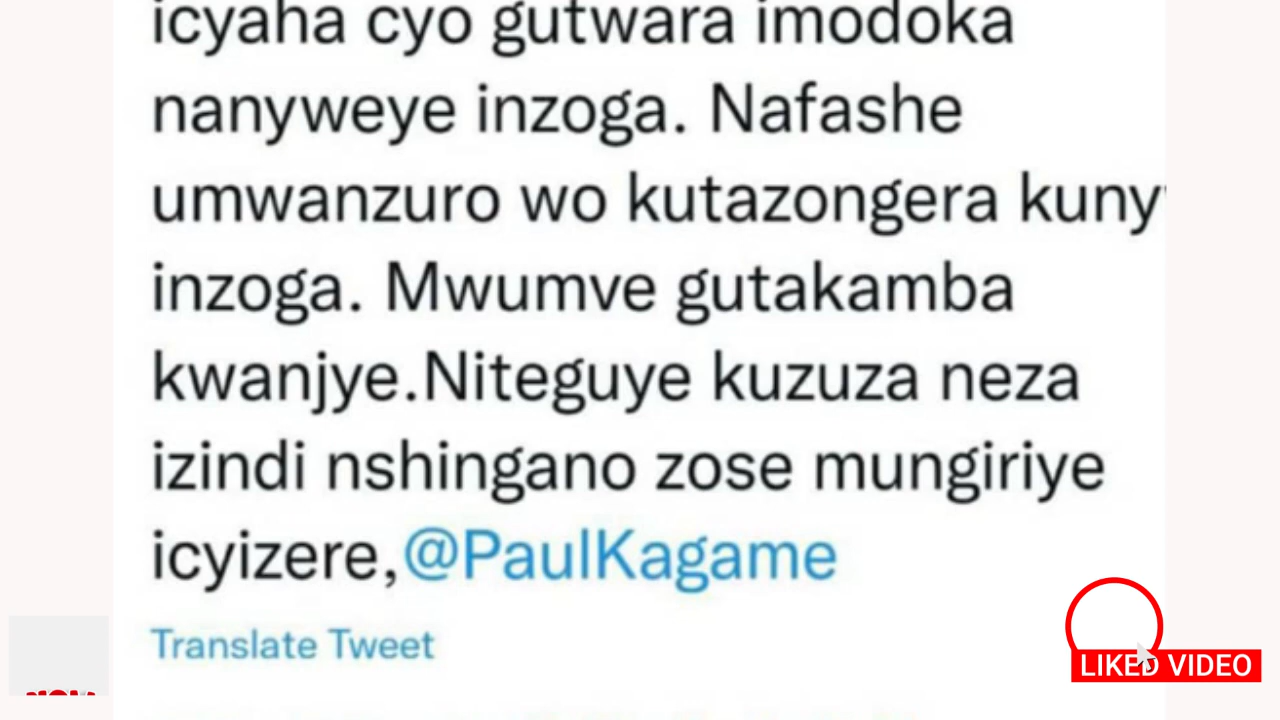 icyaha cyo gutwara imodoka
nanyweye inzoga. Nafashe
umwanzuro wo kutazongera
inzoga. Mwumve gutakamba
kwanjye.Niteguye kuzuza neza
izindi nshingano zose mungiriye
icyizere,@PaulKagame
Translate Tweet
LIKED VIDEO